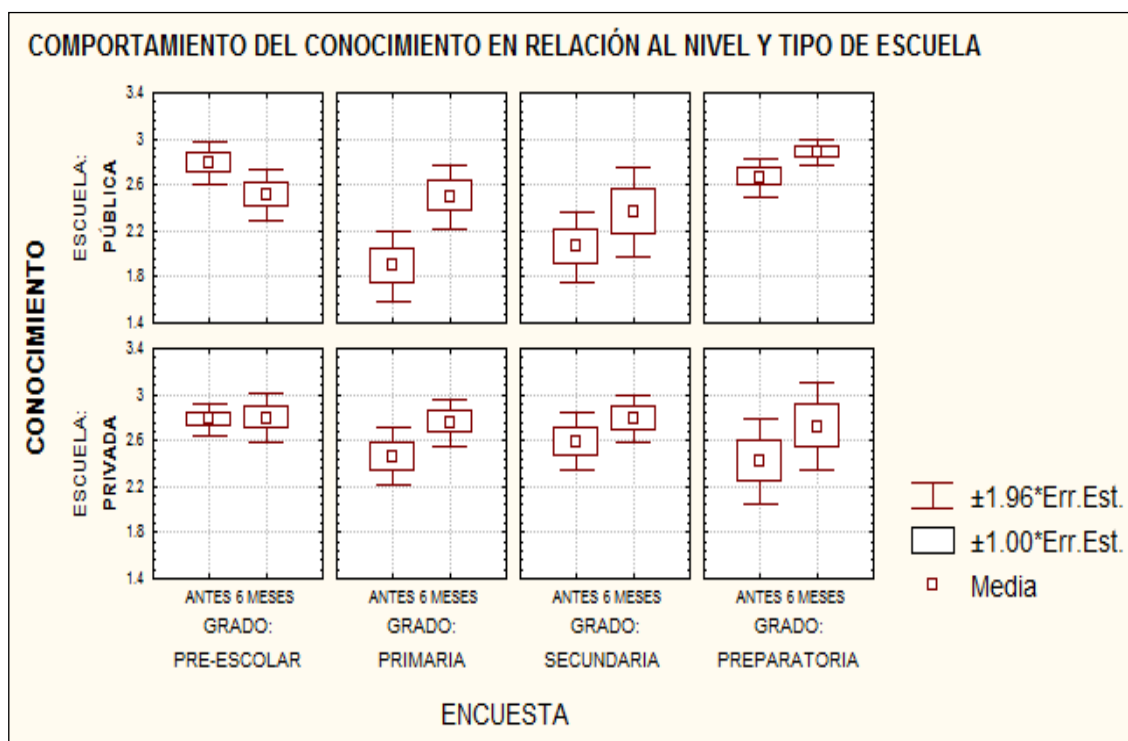 COMPORTAMIENTO DEL CONOCIMIENTO EN RELACIÓN AL NIVEL Y TIPO DE ESCUELA
CONOCIMIENTO
ESCUELA:
PÚBLICA
3.4
3
2.6
2.2
1.8
1.4
ESCUELA:
PRIVADA
3.4
3
2.6
2.2
1.8
1.4
ANTES 6 MESES ANTES 6 MESES ANTES 6 MESES ANTES 6 MESES
GRADO: GRADO: GRADO: GRADO:
PRE-ESCOLAR PRIMARIA SECUNDARIA PREPARATORIA
ENCUESTA
±1.96*Err.Est.
±1.00*Err.Est.
Media